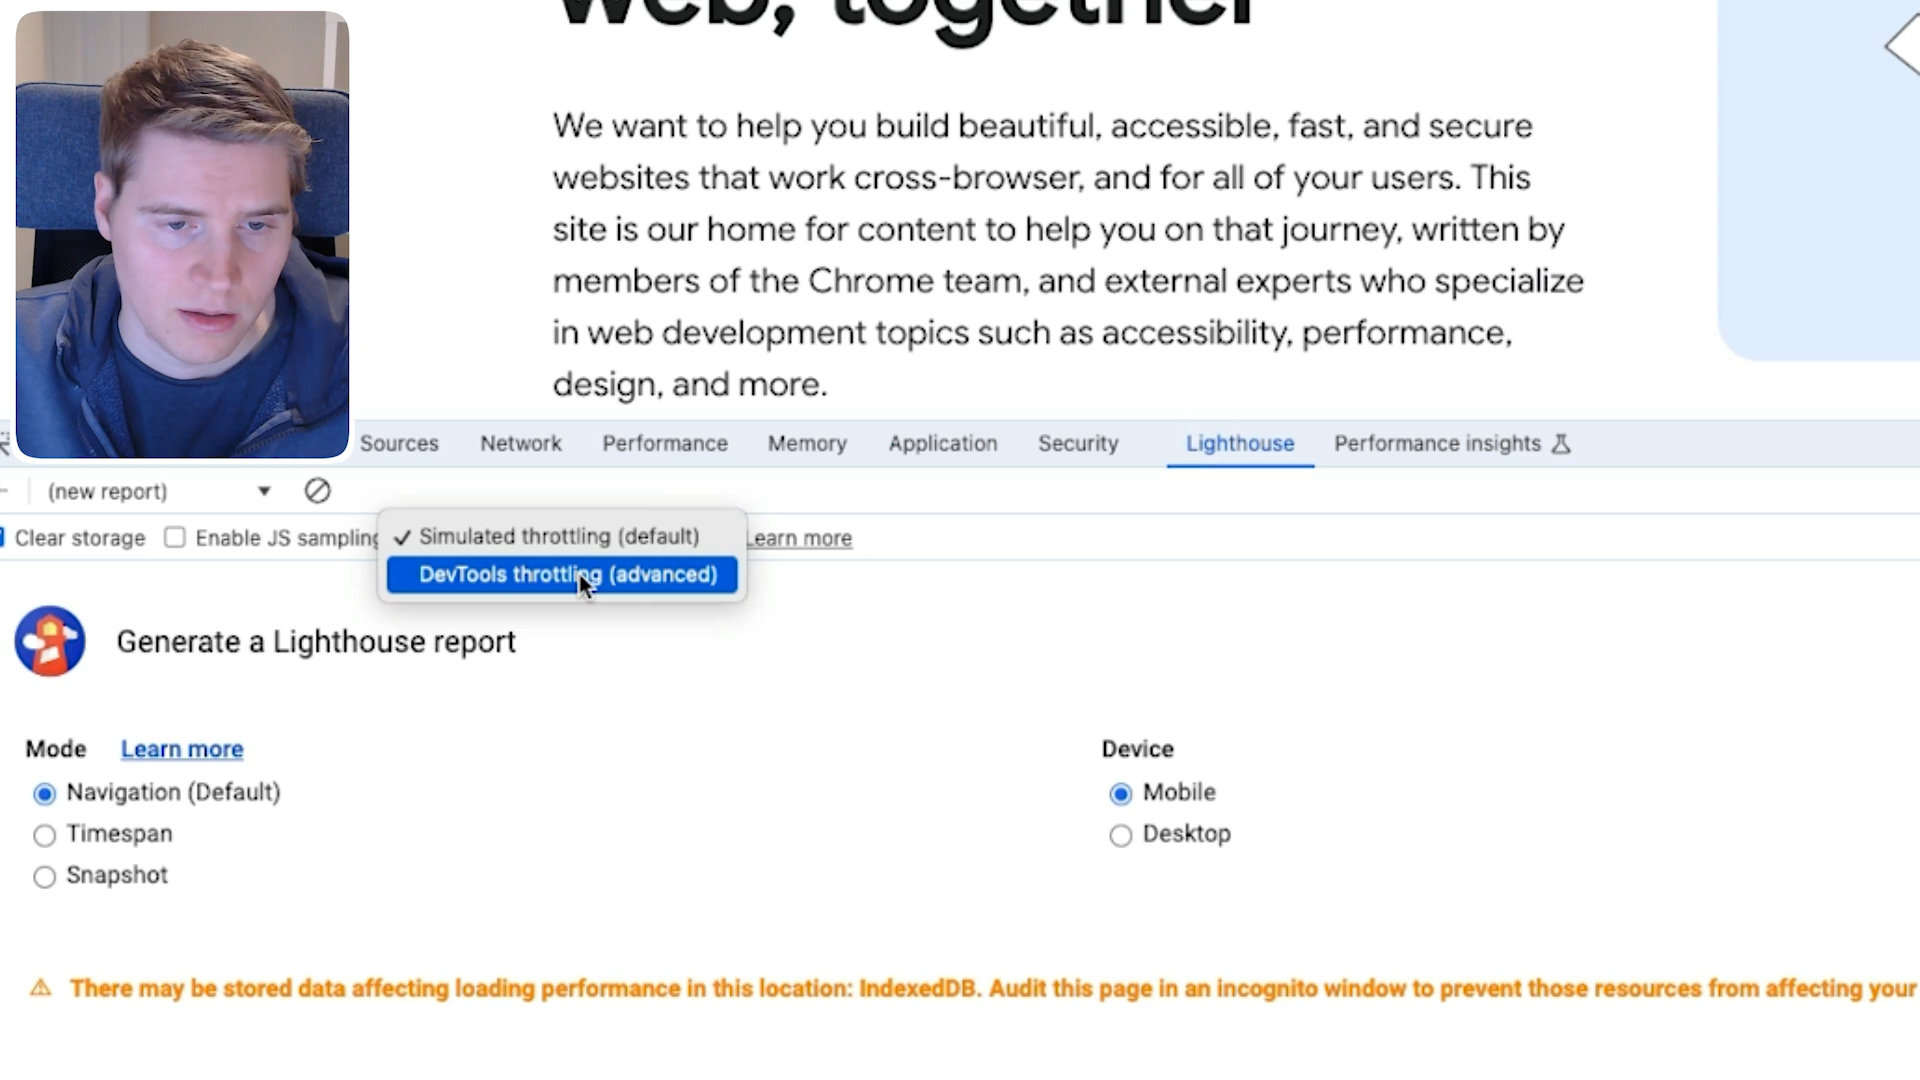 web, together
We want to help you build beautiful, accessible, fast, and secure
websites that work cross-browser, and for all of your users. This
site is our home for content to help you on that journey, written by
members of the Chrome team, and external experts who specialize
in web development topics such as accessibility, performance,
design, and more.
Sources Network Performance Memory Application Security Lighthouse Performance insights
(new report)
Clear storage Enable JS sampling Simulated throttling (default) Learn more
DevTools throttling (advanced)
Generate a Lighthouse report
Mode Learn more Device
Navigation (Default) Mobile
Timespan Desktop
Snapshot
There may be stored data affecting loading performance in this location: IndexedDB. Audit this page in an incognito window to prevent those resources from affecting your